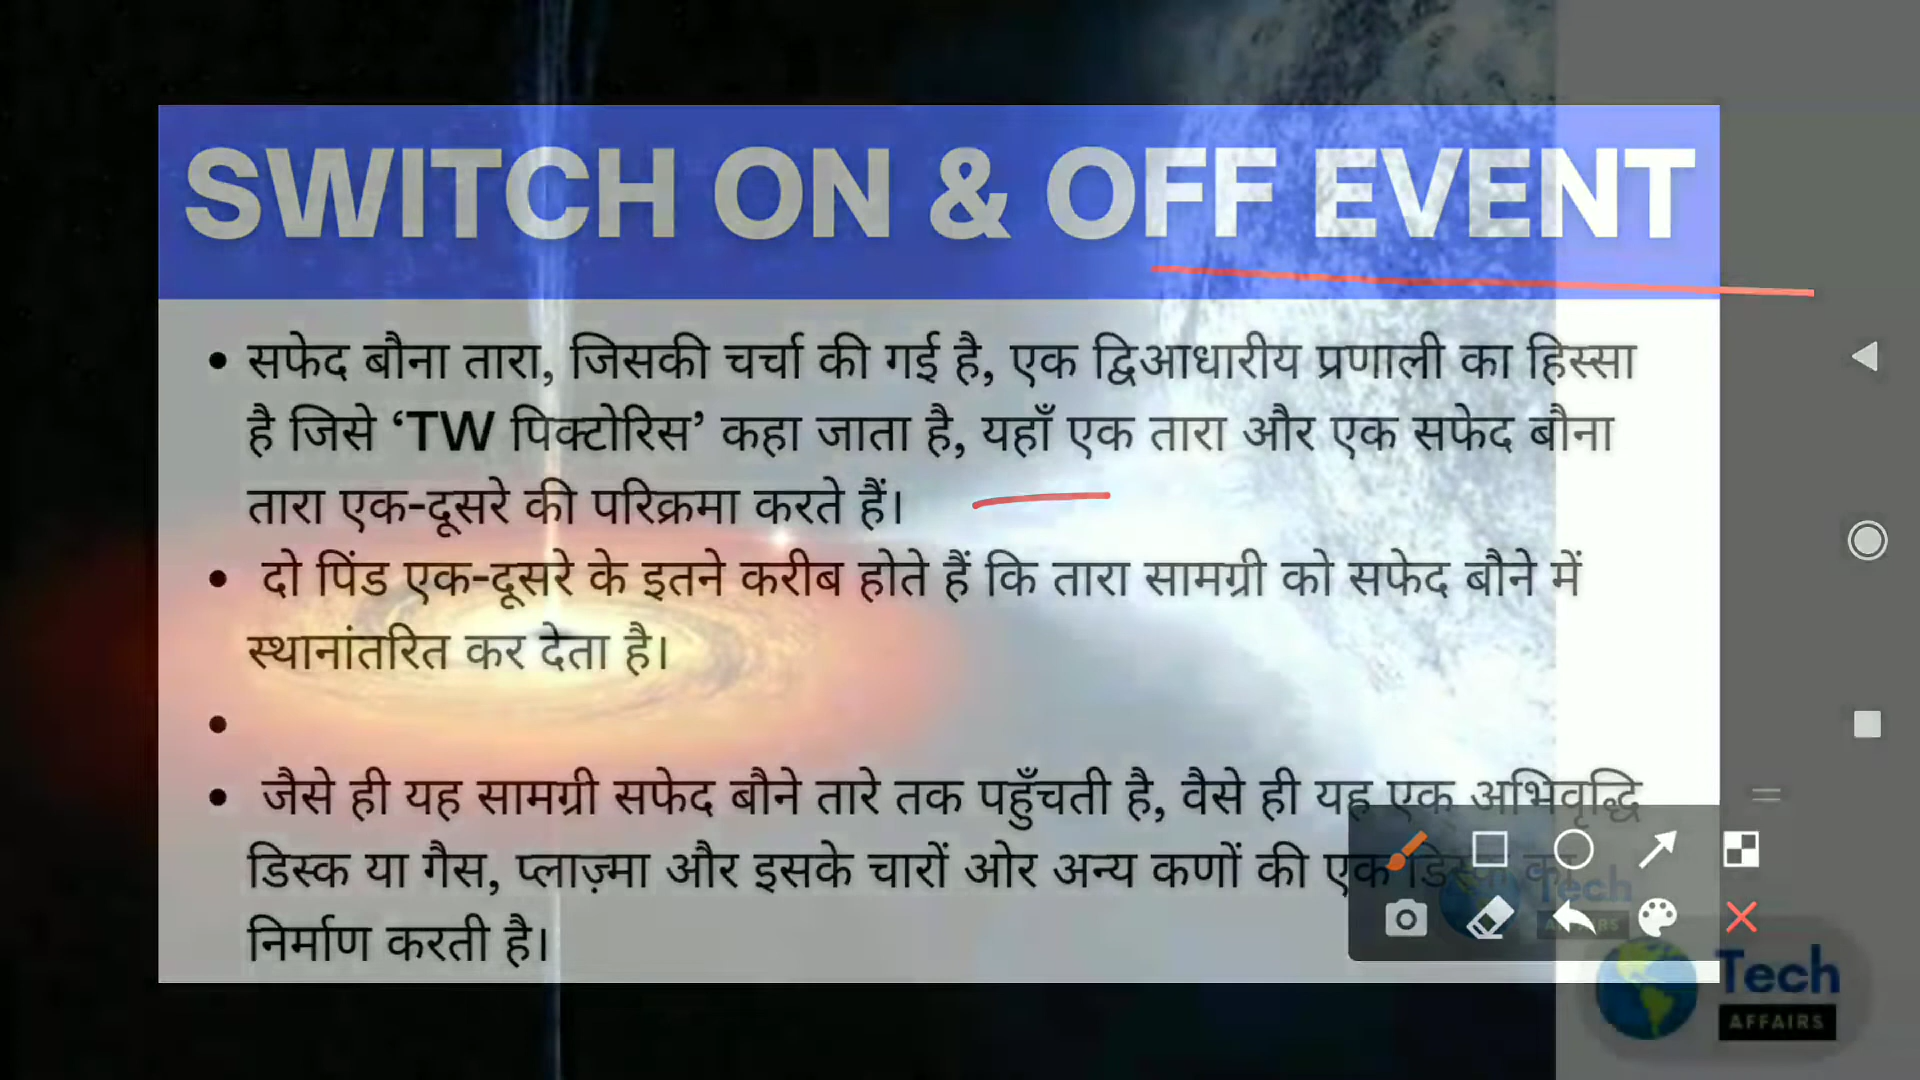 SWITCH ON & OFF EVENT
• सफेद बौना तारा, जिसकी चर्चा की गई है, एक द्विआधारीय प्रणाली का हिस्सा
है जिसे ‘TW पिक्टोरिस’ कहा जाता है, यहाँ एक तारा और एक सफेद बौना
तारा एक-दूसरे की परिक्रमा करते हैं।
• दो पिंड एक-दूसरे के इतने करीब होते हैं कि तारा सामग्री को सफेद बौने में
स्थानांतरित कर देता है।
•
• जैसे ही यह सामग्री सफेद बौने तारे तक पहुँचती है, वैसे ही यह एक अभिवृद्धि
डिस्क या गैस, प्लाज़्मा और इसके चारों ओर अन्य कणों की एक
निर्माण करती है।
Tech
Tech
AFFAIRS